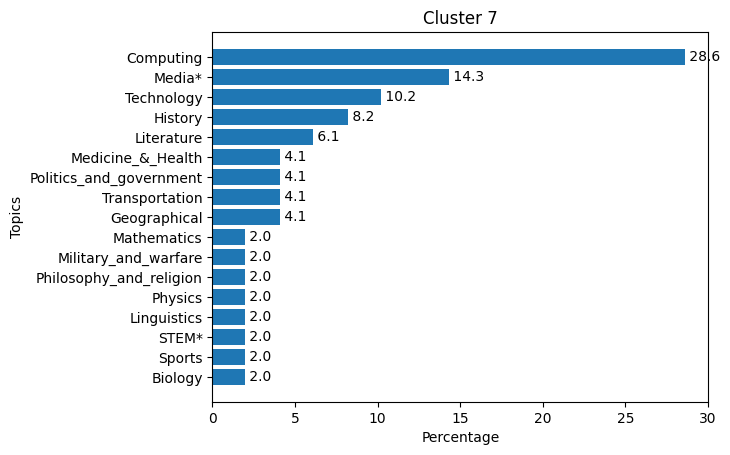 Cluster 7
Topics
Computing 28.6
Media* 14.3
Technology 10.2
History 8.2
Literature 6.1
Medicine_&_Health 4.1
Politics_and_government 4.1
Transportation 4.1
Geographical 4.1
Mathematics 2.0
Military_and_warfare 2.0
Philosophy_and_religion 2.0
Physics 2.0
Linguistics 2.0
STEM* 2.0
Sports 2.0
Biology 2.0
0 5 10 15 20 25 30
Percentage